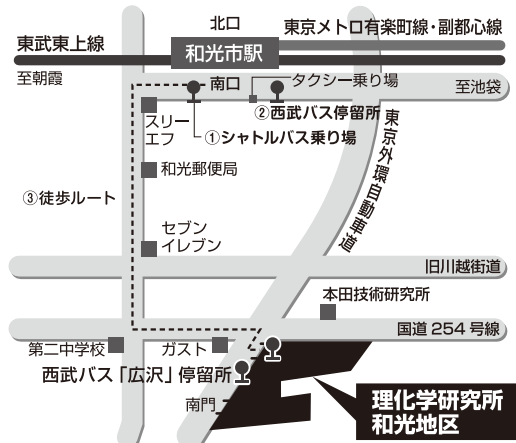 北口
東京メトロ有楽町線・副都心線
東武東上線
和光市駅
至朝霞
南口
タクシー乗り場
至池袋
②西武バス停留所
スリー
エフ
①シャトルバス乗り場
東京外環自動車道
和光郵便局
③徒歩ルート
セブン
イレブン
旧川越街道
本田技術研究所
国道254号線
第二中学校
ガスト
西武バス「広沢」停留所
南門
理化学研究所
和光地区